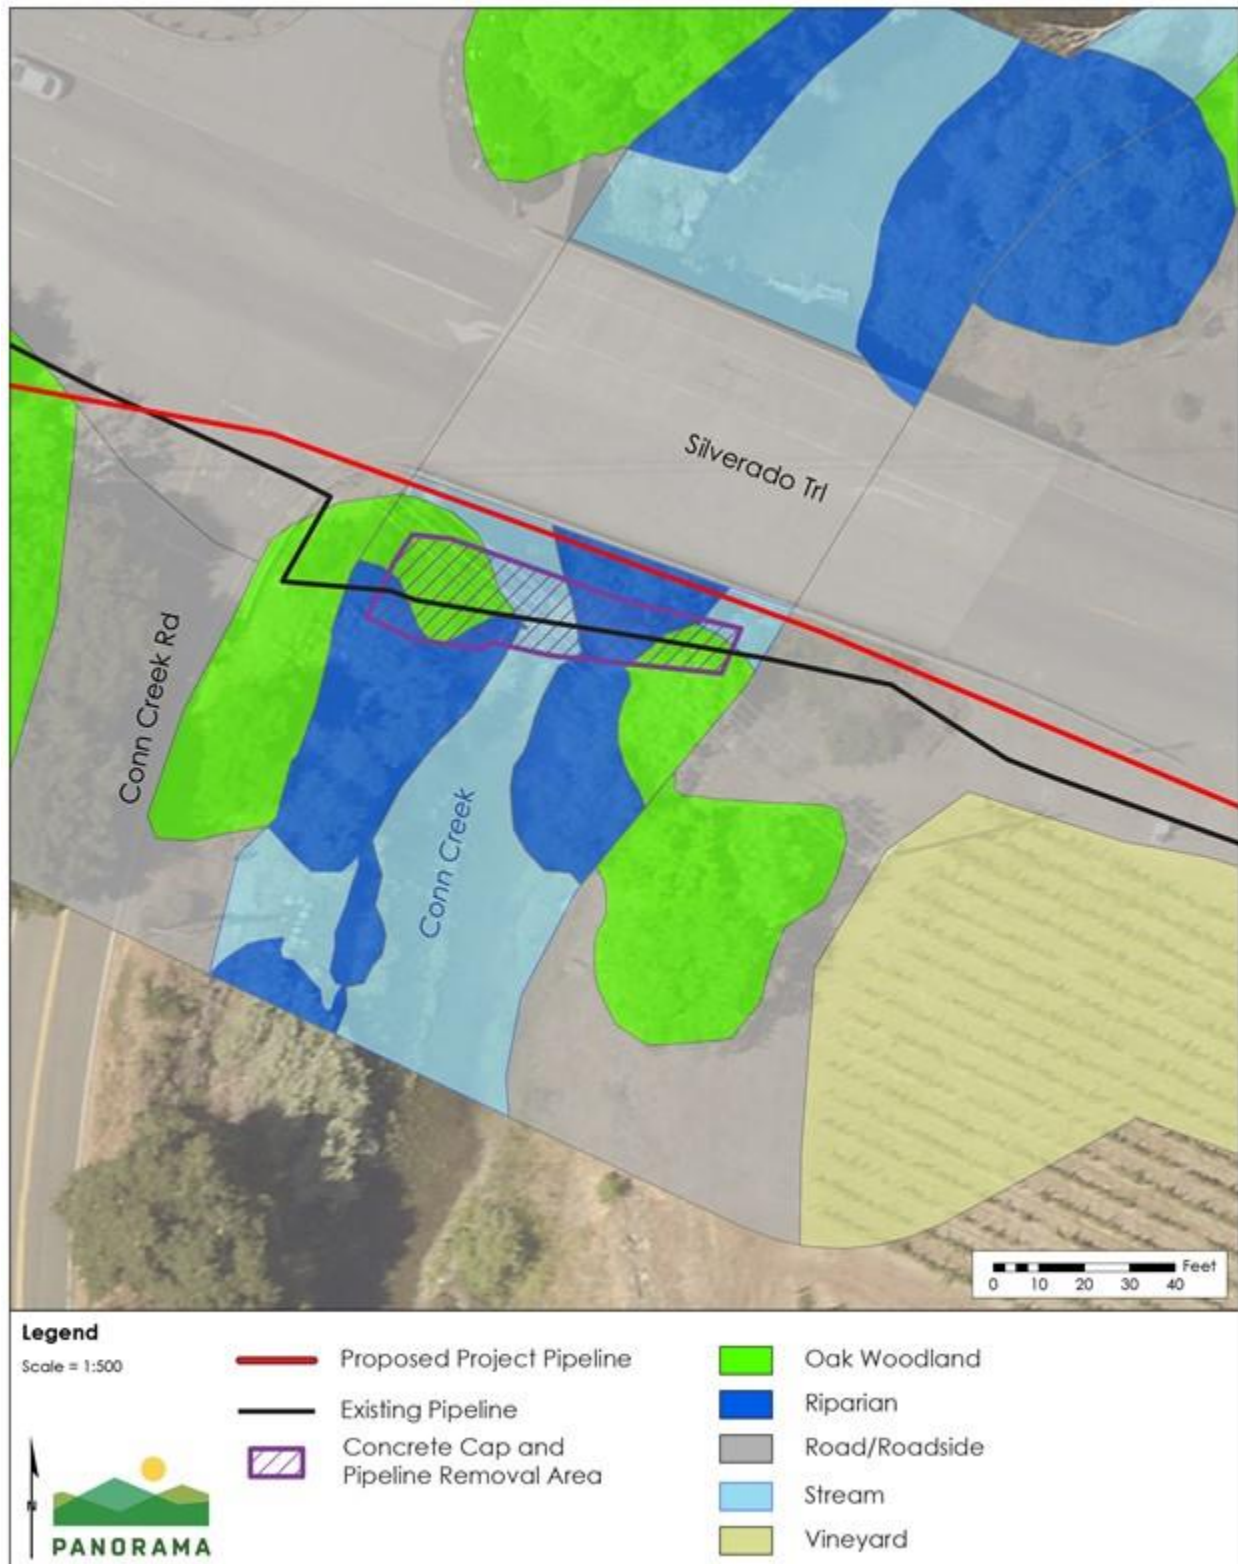 Silverado Trl
Conn Creek Rd
Conn Creek
Feet
0 10 20 30 40
Legend
Scale = 1:500
Proposed Project Pipeline
Existing Pipeline
Concrete Cap and
Pipeline Removal Area
Oak Woodland
Riparian
Road/Roadside
Stream
Vineyard
N
PANORAMA